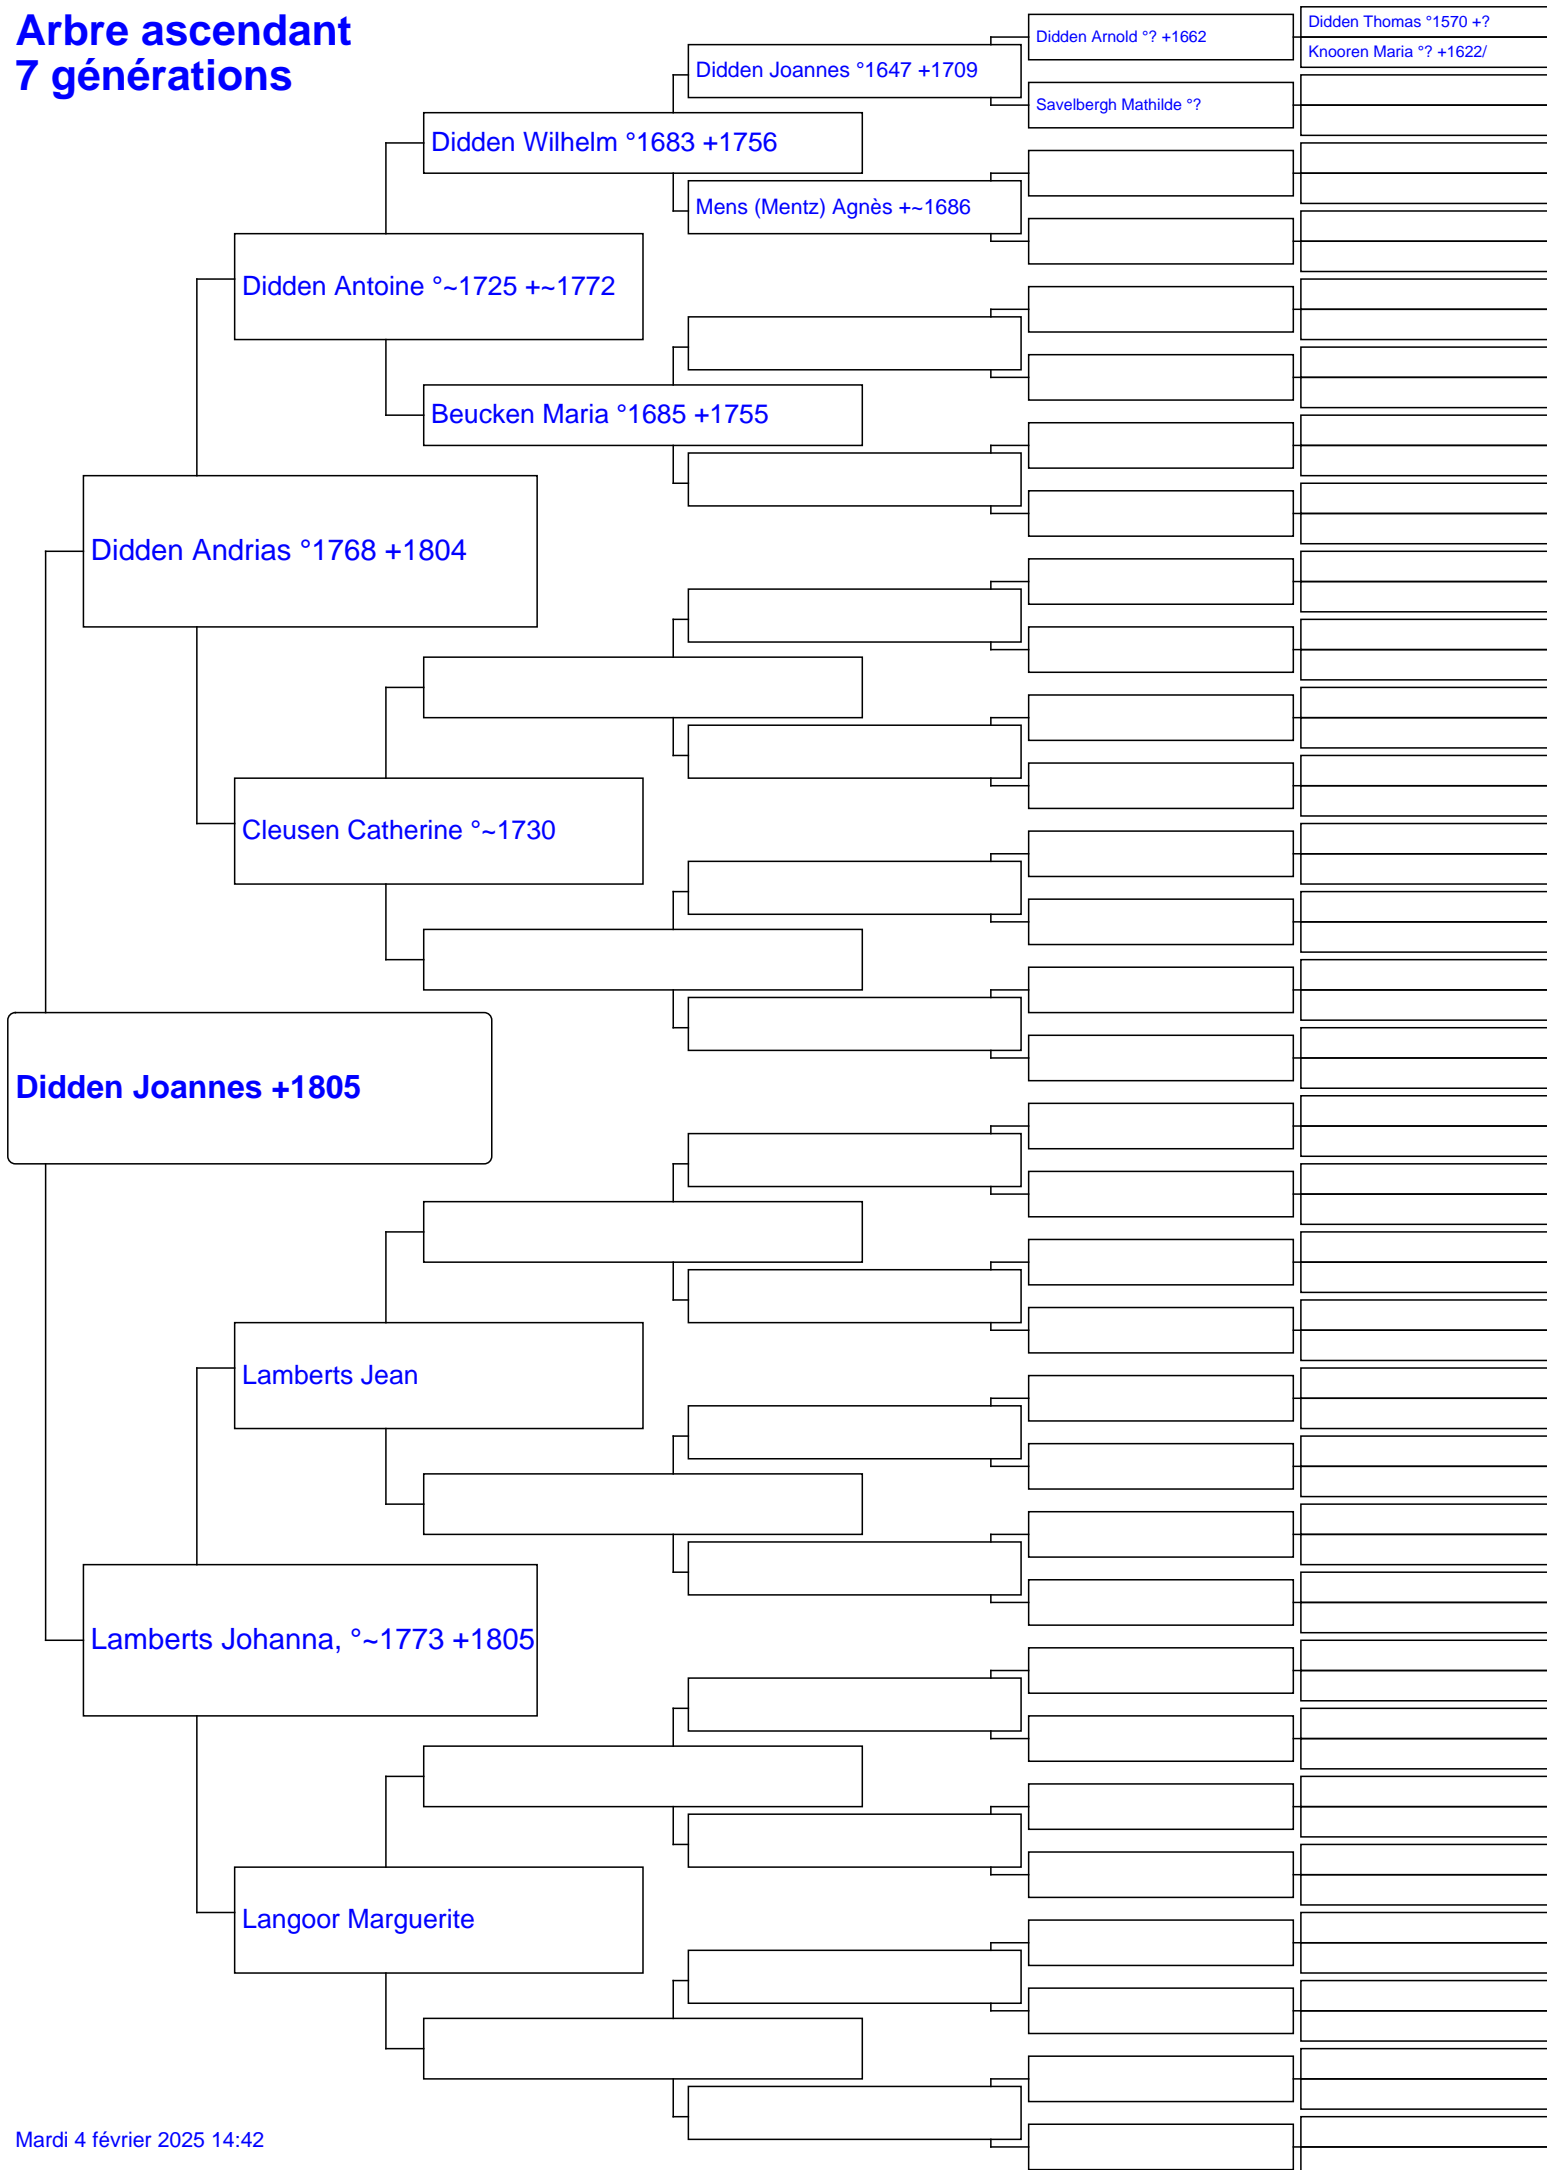 Arbre ascendant
7 générations
Didden Thomas °1570 +?
Didden Arnold °? +1662
Knooren Maria °? +1622/
Didden Joannes °1647 +1709
Savelbergh Mathilde °?
Didden Wilhelm °1683 +1756
Mens (Mentz) Agnès +~1686
Didden Antoine °~1725 +~1772
Beucken Maria °1685 +1755
Didden Andrias °1768 +1804
Cleusen Catherine °~1730
Didden Joannes +1805
Lamberts Jean
Lamberts Johanna, °~1773 +1805
Langoor Marguerite
Mardi 4 février 2025 14:42